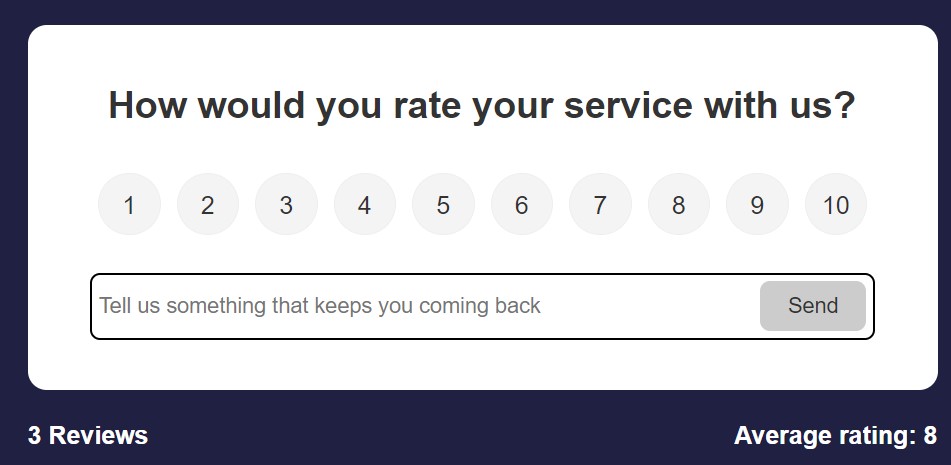 How would you rate your service with us?
1 2 3 4 5 6 7 8 9 10
Tell us something that keeps you coming back Send
3 Reviews Average rating: 8